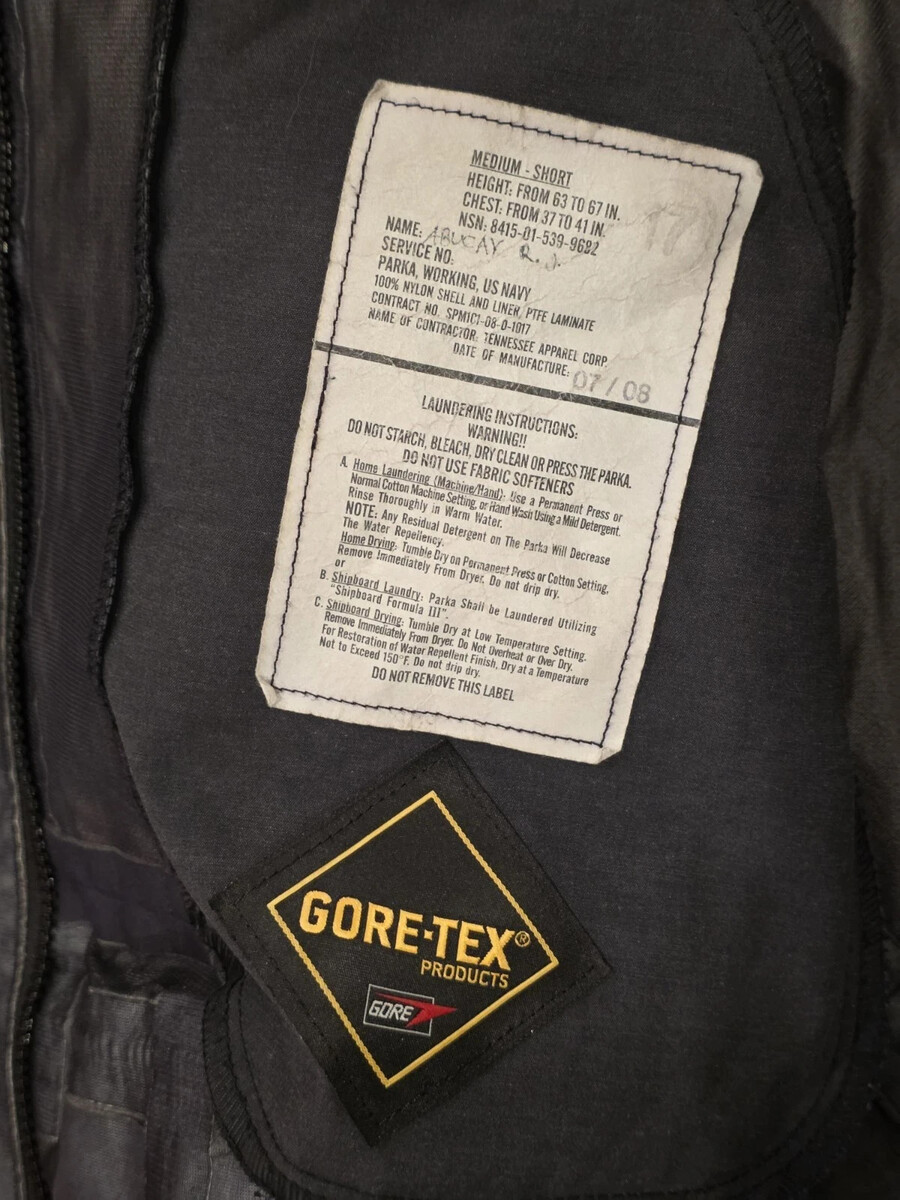 MEDIUM - SHORT
HEIGHT: FROM 63 TO 67 IN.
CHEST: FROM 37 TO 41 IN.
NSN: 8415-01-539-9682
NAME: ABUCAY R. J.
SERVICE NO:
PARKA, WORKING, US NAVY
100% NYLON SHELL AND LINER, PTFE LAMINATE
CONTRACT NO. SPM1C1-08-D-1017
NAME OF CONTRACTOR: TENNESSEE APPAREL CORP.
DATE OF MANUFACTURE: 07/08
LAUNDERING INSTRUCTIONS:
WARNING!!
DO NOT STARCH, BLEACH, DRY CLEAN OR PRESS THE PARKA.
DO NOT USE FABRIC SOFTENERS
A. Home Laundering (Machine/Hand): Use a Permanent Press or
Normal Cotton Machine Setting, or Hand Wash Using a Mild Detergent.
Rinse Thoroughly in Warm Water.
NOTE: Any Residual Detergent on The Parka Will Decrease
The Water Repellency.
Home Drying: Tumble Dry on Permanent Press or Cotton Setting,
Remove Immediately From Dryer. Do not drip dry.
or
B. Shipboard Laundry: Parka Shall be Laundered Utilizing
"Shipboard Formula III".
C. Shipboard Drying: Tumble Dry at Low Temperature Setting.
Remove Immediately From Dryer. Do Not Overheat or Over Dry.
For Restoration of Water Repellent Finish, Dry at a Temperature
Not to Exceed 150°F. Do not drip dry.
DO NOT REMOVE THIS LABEL
GORE-TEX®
PRODUCTS
GORE